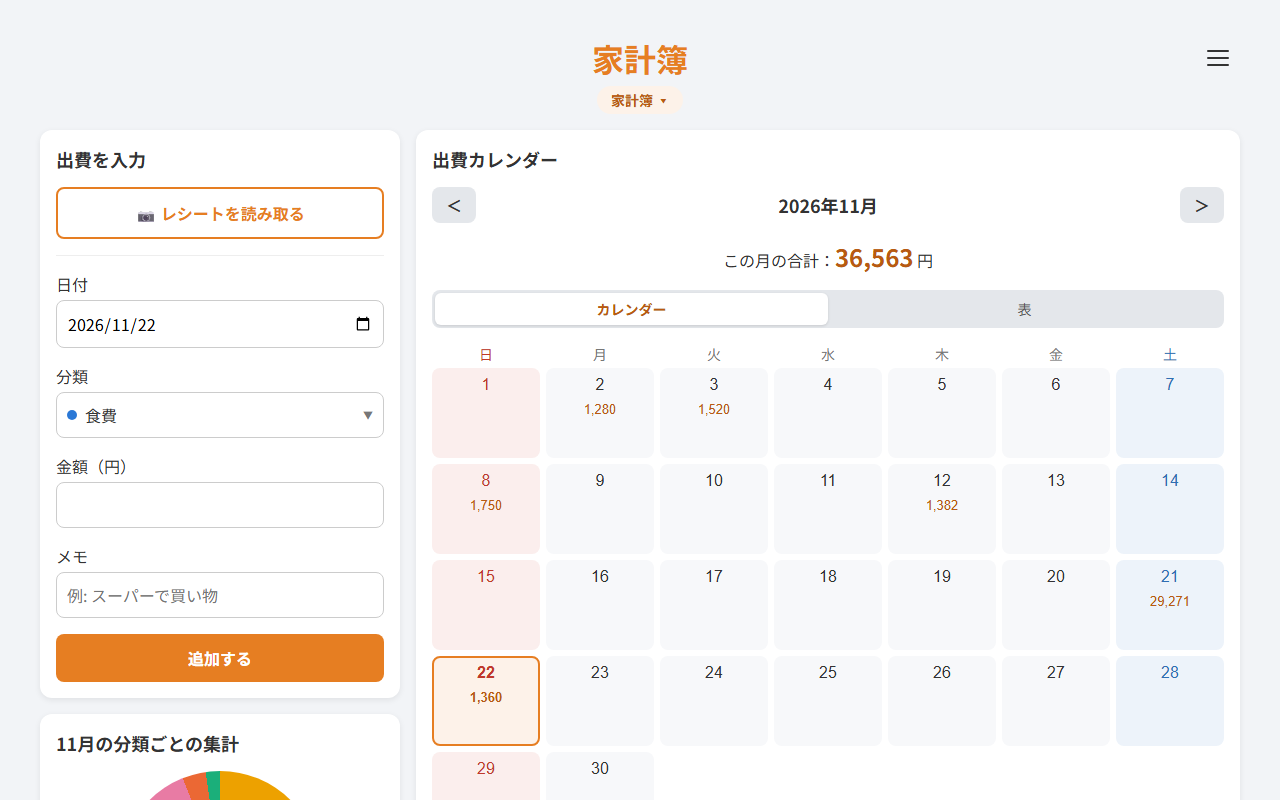 家計簿
家計簿 ▼
出費を入力
📷 レシートを読み取る
日付
2026/11/22
分類
食費
金額（円）
メモ
例: スーパーで買い物
追加する
11月の分類ごとの集計
出費カレンダー
< 2026年11月 >
この月の合計：36,563 円
カレンダー 表
日 月 火 水 木 金 土
1 2 3 4 5 6 7
1,280 1,520
8 9 10 11 12 13 14
1,750 1,382
15 16 17 18 19 20 21
29,271
22 23 24 25 26 27 28
1,360
29 30